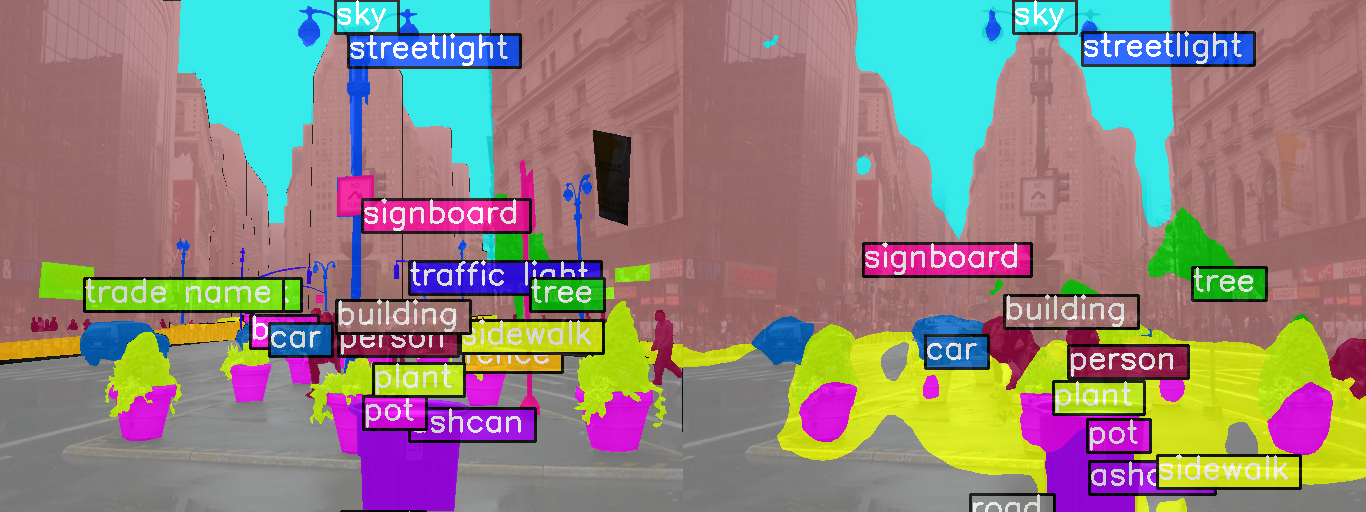 sky
streetlight
signboard
traffic light
trade name
tree
building
car
person
sidewalk
plant
pot
sky
streetlight
signboard
tree
building
car
person
plant
pot
sidewalk
road